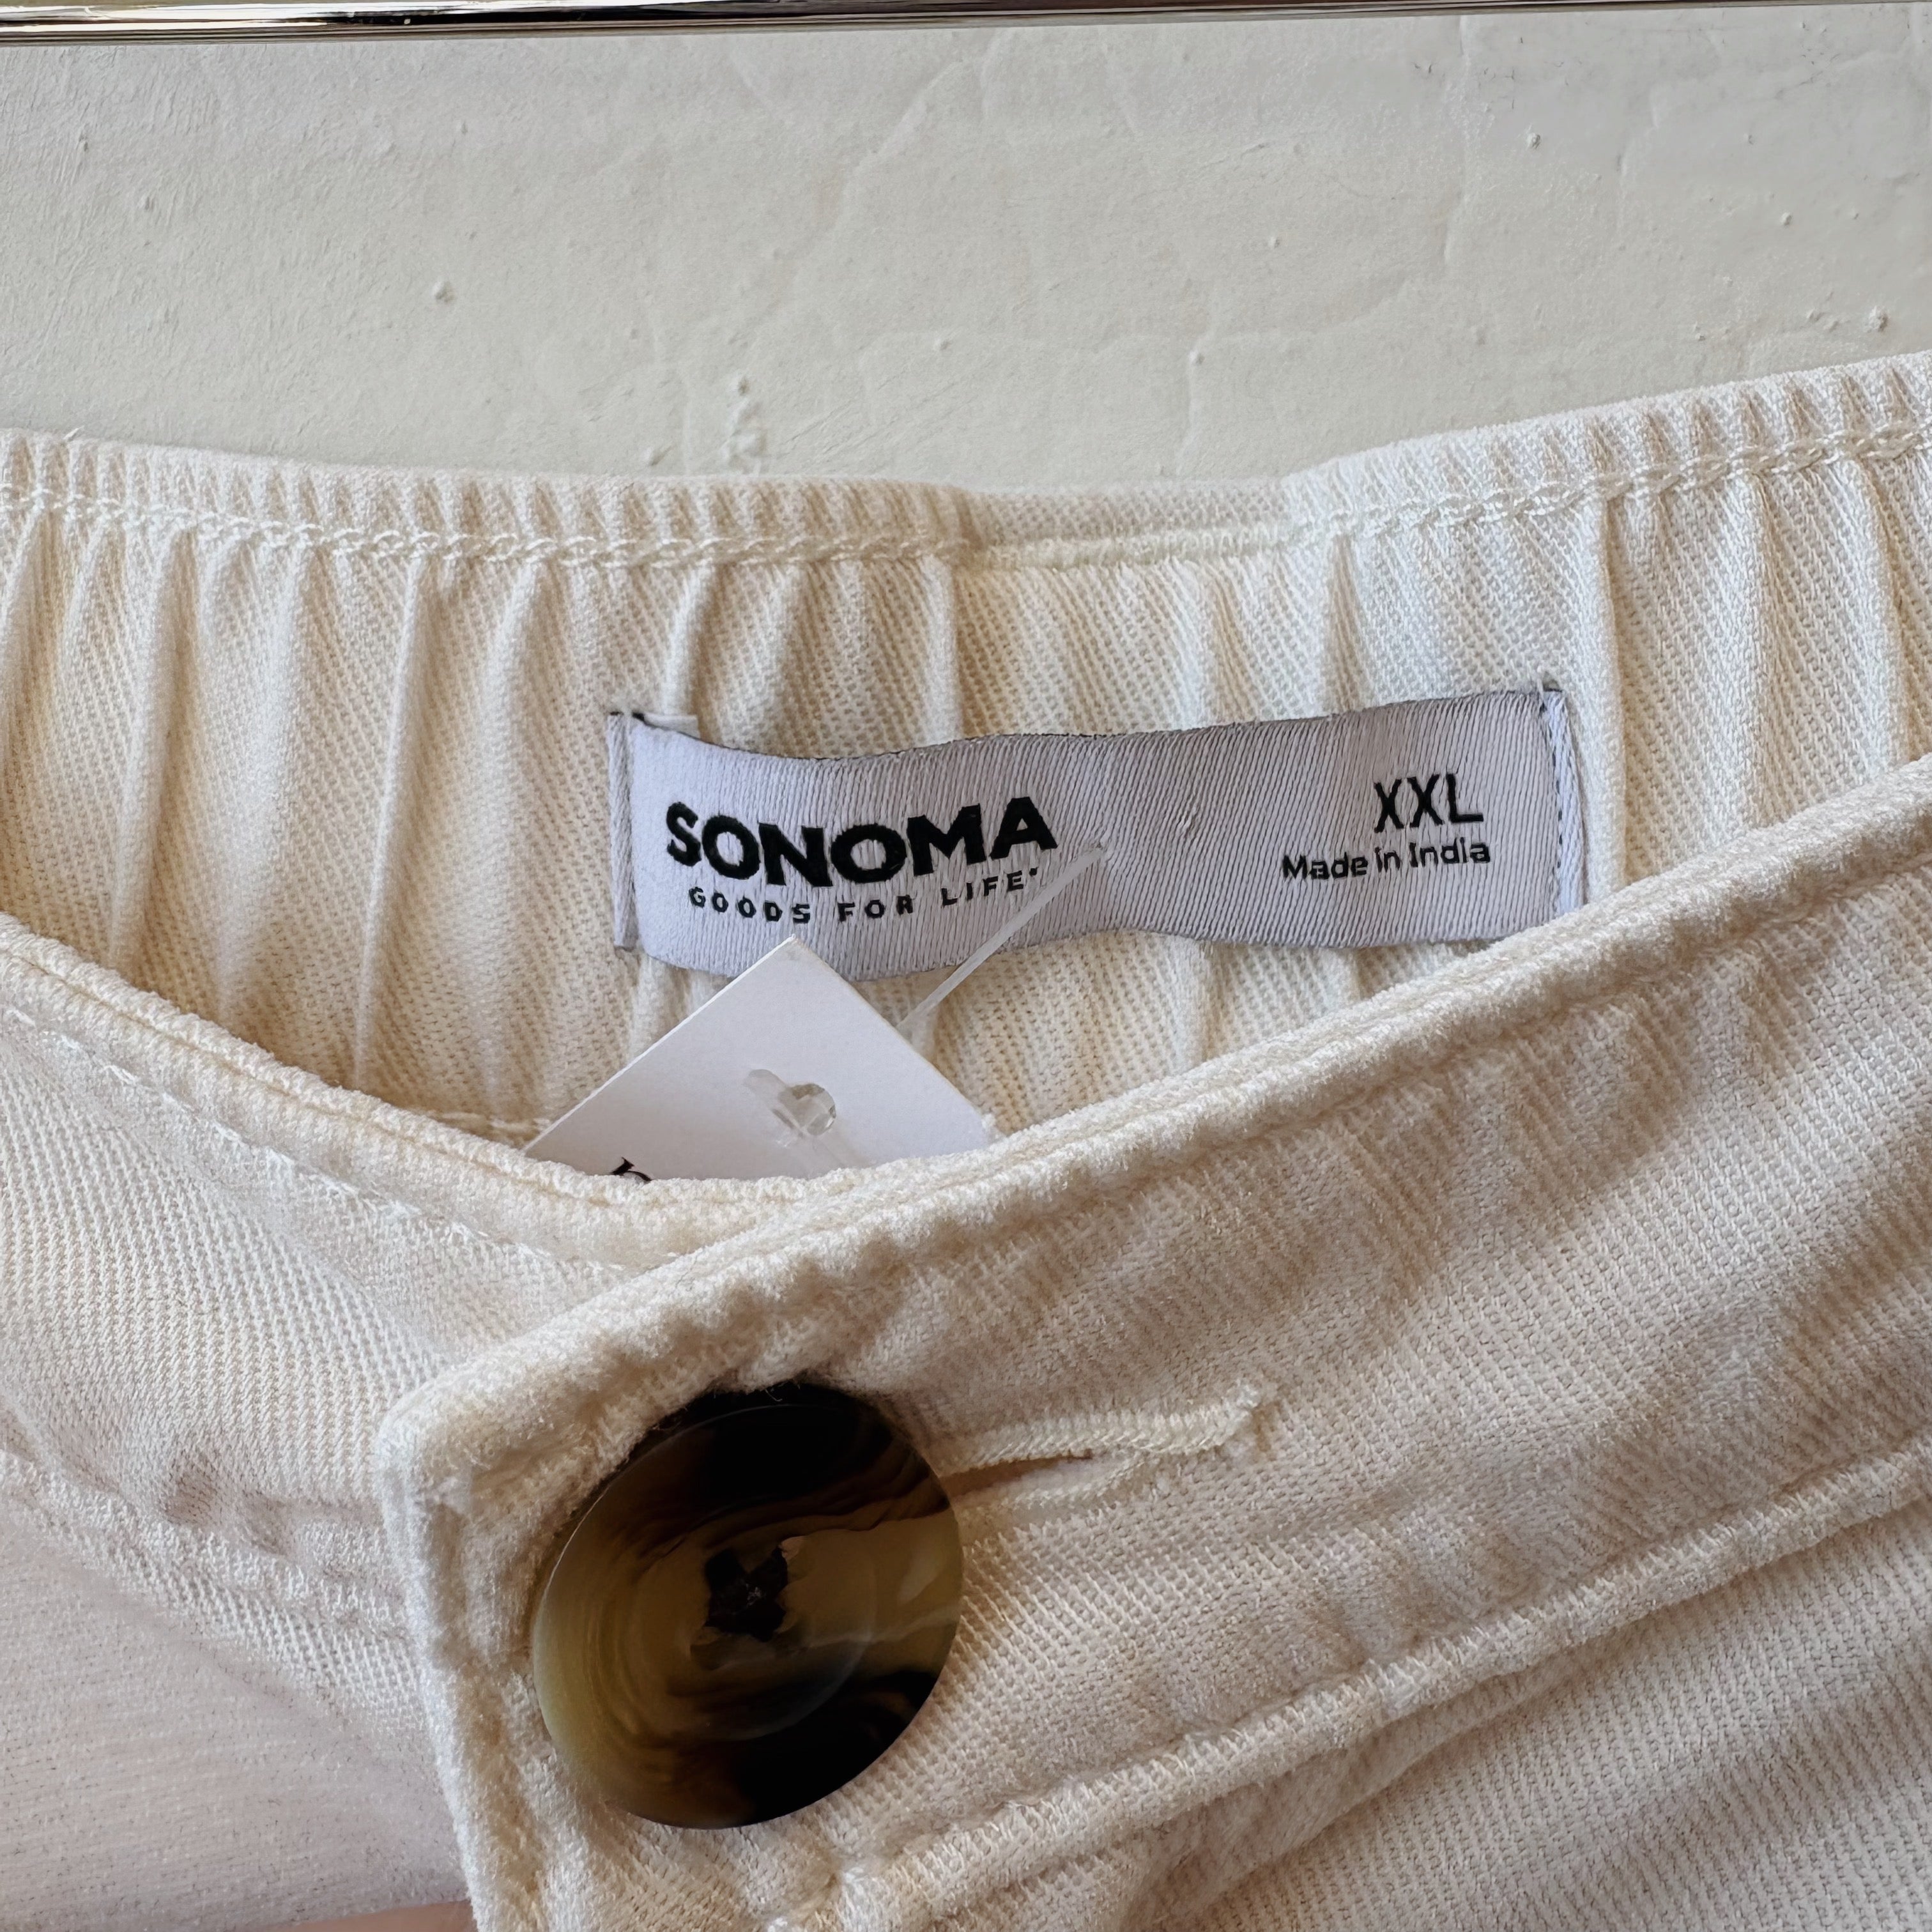 SONOMA
GOODS FOR LIFE
XXL
Made in India